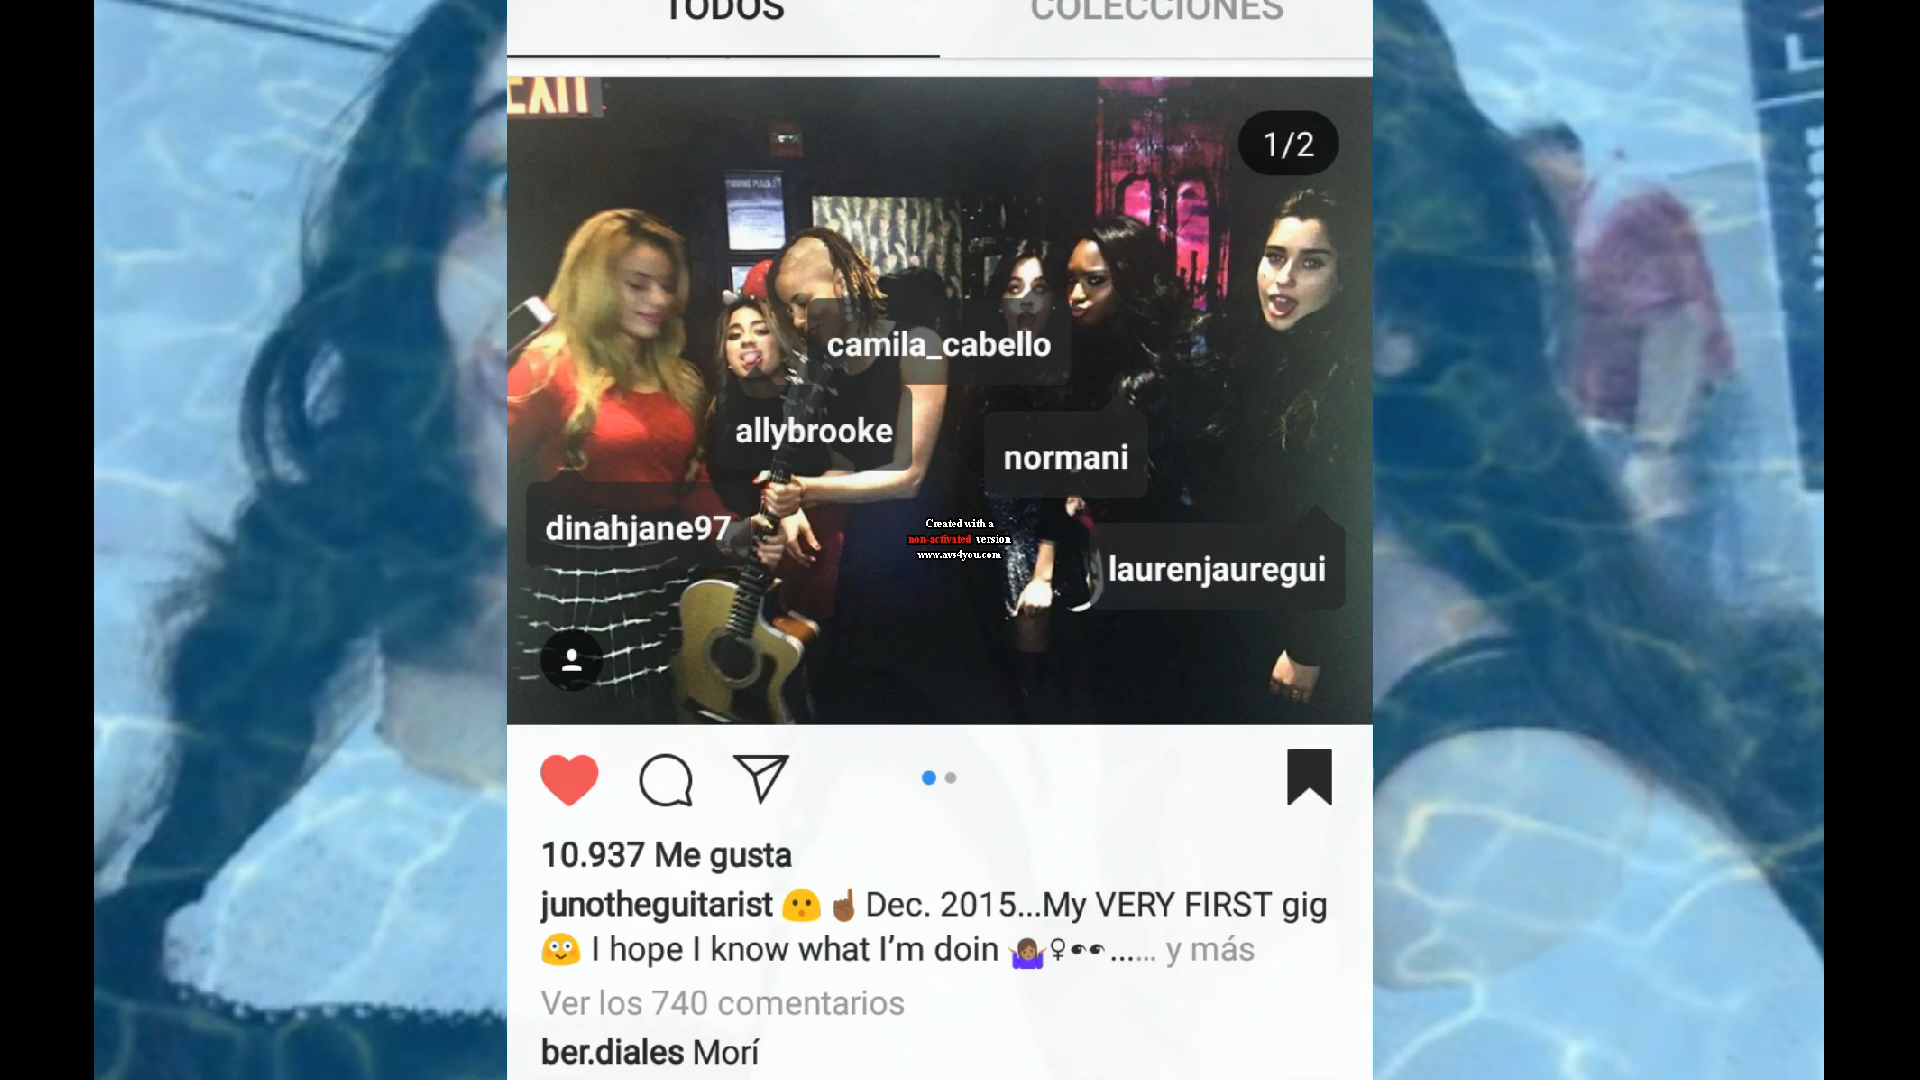 TODOS
COLECCIONES
EXIT
1/2
camila_cabello
allybrooke
normani
dinahjane97
Created with a
non-activated version
www.avs4you.com
laurenjauregui
10.937 Me gusta
junotheguitarist 😯☝🏾 Dec. 2015...My VERY FIRST gig
😳 I hope I know what I'm doin 🤷🏾♀👀...... y más
Ver los 740 comentarios
ber.diales Morí